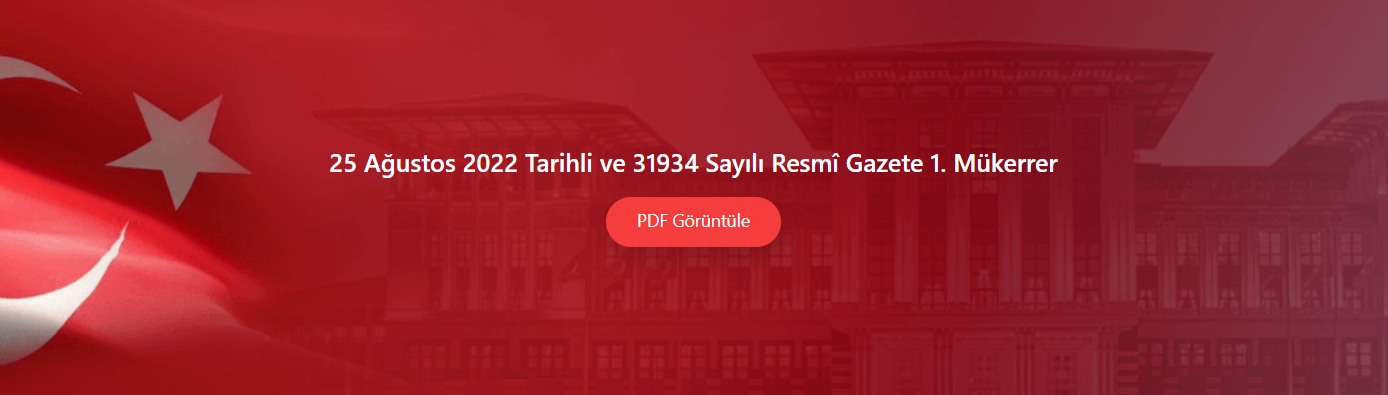 25 Ağustos 2022 Tarihli ve 31934 Sayılı Resmî Gazete 1. Mükerrer
PDF Görüntüle